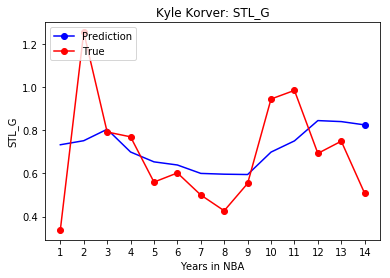 Kyle Korver: STL_G
Prediction
True
STL_G
1.2
1.0
0.8
0.6
0.4
1 2 3 4 5 6 7 8 9 10 11 12 13 14
Years in NBA